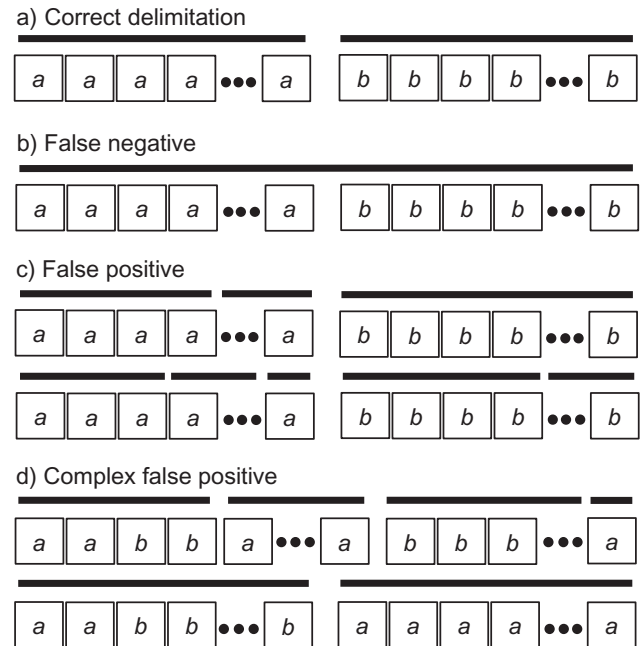 a) Correct delimitation
a a a a ••• a b b b b ••• b
b) False negative
a a a a ••• a b b b b ••• b
c) False positive
a a a a ••• a b b b b ••• b
a a a a ••• a b b b b ••• b
d) Complex false positive
a a b b a ••• a b b b ••• a
a a b b ••• b a a a a ••• a